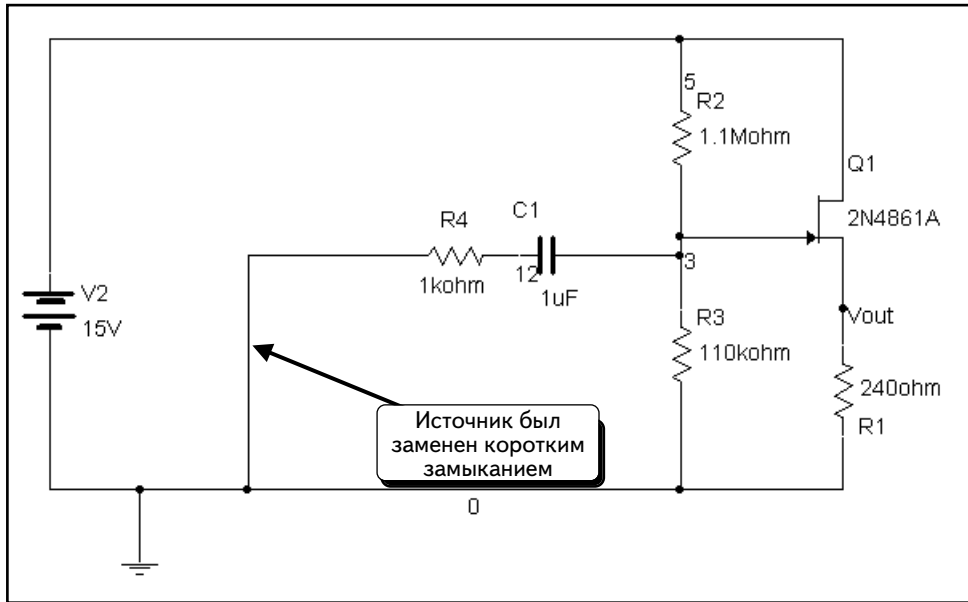 5
R2
1.1Mohm
Q1
2N4861A
R4
1kohm
C1
12
1uF
3
V2
15V
R3
110kohm
Vout
240ohm
R1
Источник был
заменен коротким
замыканием
0